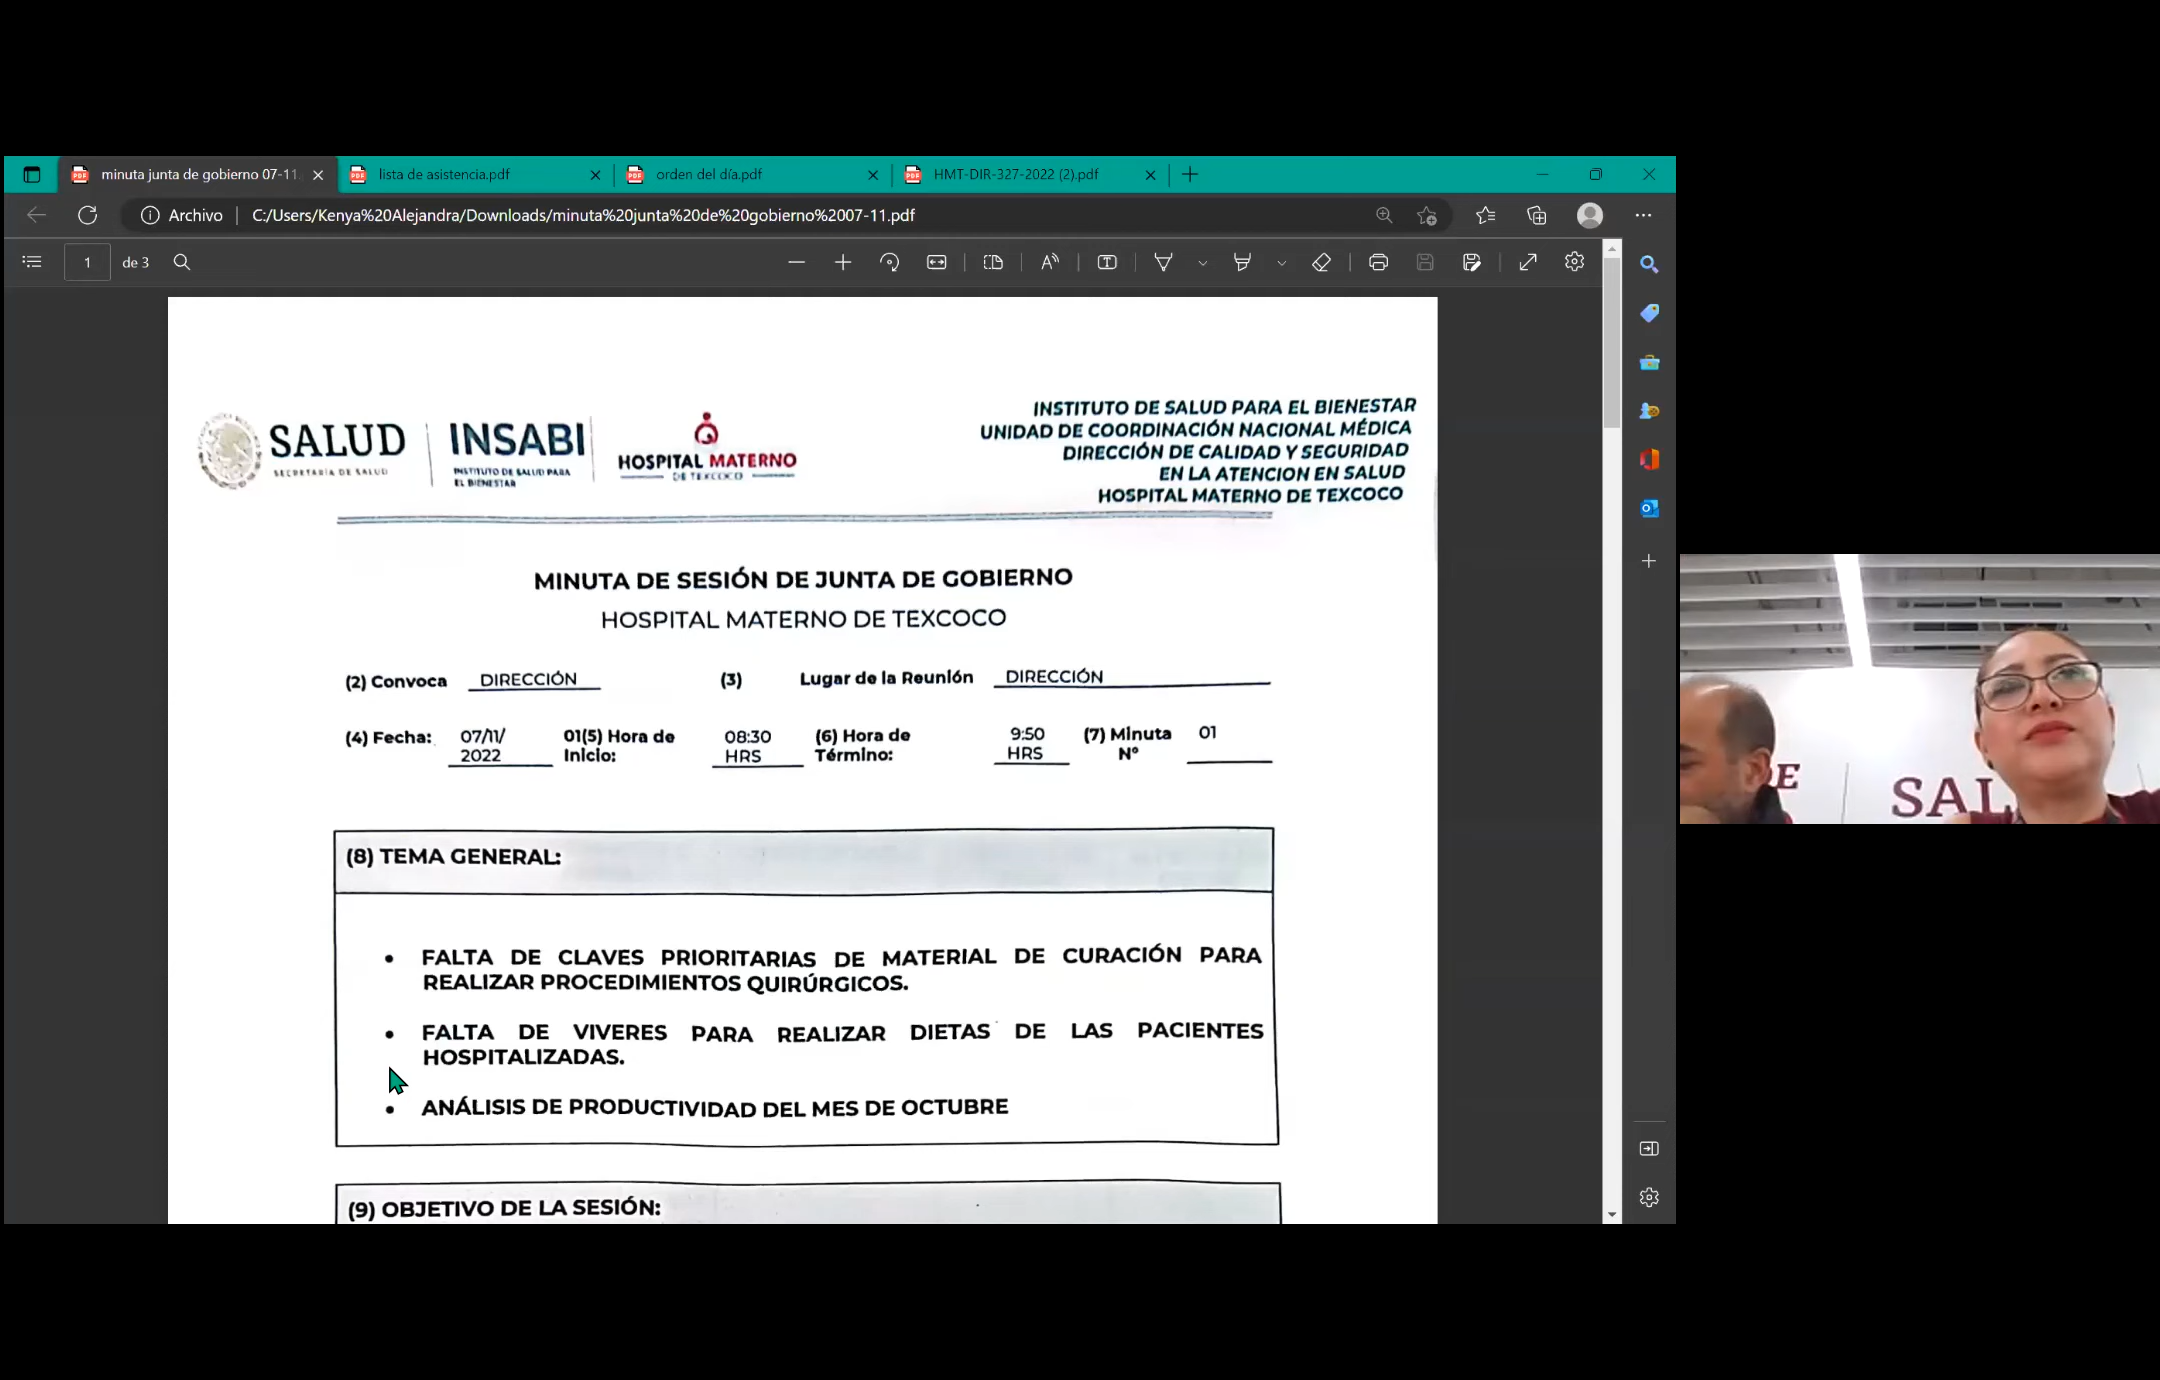 minuta junta de gobierno 07-11
lista de asistencia.pdf
orden del día.pdf
HMT-DIR-327-2022 (2).pdf
Archivo
C:/Users/Kenya%20Alejandra/Downloads/minuta%20junta%20de%20gobierno%2007-11.pdf
1
de 3
SALUD
SECRETARÍA DE SALUD
INSABI
INSTITUTO DE SALUD PARA
EL BIENESTAR
HOSPITAL MATERNO
DE TEXCOCO
INSTITUTO DE SALUD PARA EL BIENESTAR
UNIDAD DE COORDINACIÓN NACIONAL MÉDICA
DIRECCIÓN DE CALIDAD Y SEGURIDAD
EN LA ATENCION EN SALUD
HOSPITAL MATERNO DE TEXCOCO
MINUTA DE SESIÓN DE JUNTA DE GOBIERNO
HOSPITAL MATERNO DE TEXCOCO
(2) Convoca DIRECCIÓN (3) Lugar de la Reunión DIRECCIÓN
(4) Fecha: 07/11/ 01(5) Hora de 08:30 (6) Hora de 9:50 (7) Minuta 01
2022 Inicio: HRS Término: HRS N°
(8) TEMA GENERAL:
• FALTA DE CLAVES PRIORITARIAS DE MATERIAL DE CURACIÓN PARA
REALIZAR PROCEDIMIENTOS QUIRÚRGICOS.
• FALTA DE VIVERES PARA REALIZAR DIETAS DE LAS PACIENTES
HOSPITALIZADAS.
• ANÁLISIS DE PRODUCTIVIDAD DEL MES DE OCTUBRE
(9) OBJETIVO DE LA SESIÓN:
E
SAL